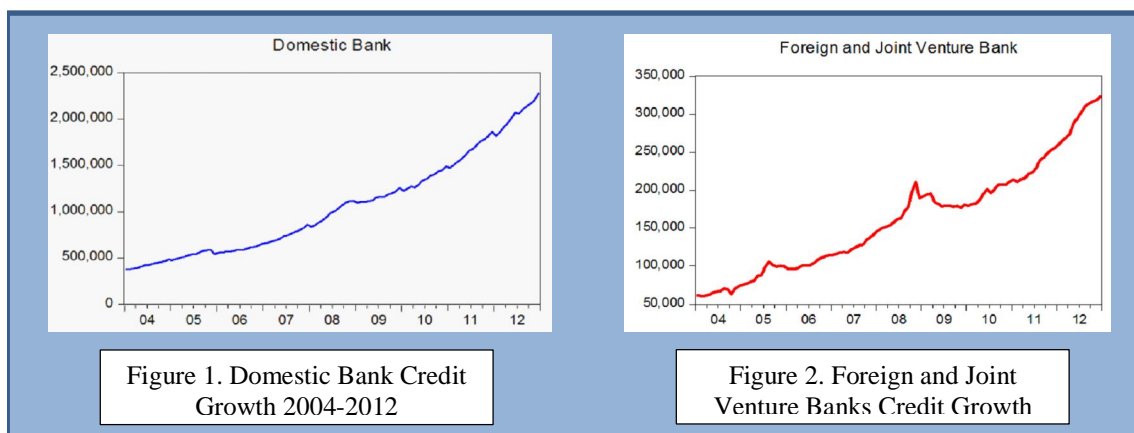 Domestic Bank
2,500,000
2,000,000
1,500,000
1,000,000
500,000
0
04 05 06 07 08 09 10 11 12
Figure 1. Domestic Bank Credit
Growth 2004-2012
Foreign and Joint Venture Bank
350,000
300,000
250,000
200,000
150,000
100,000
50,000
04 05 06 07 08 09 10 11 12
Figure 2. Foreign and Joint
Venture Banks Credit Growth